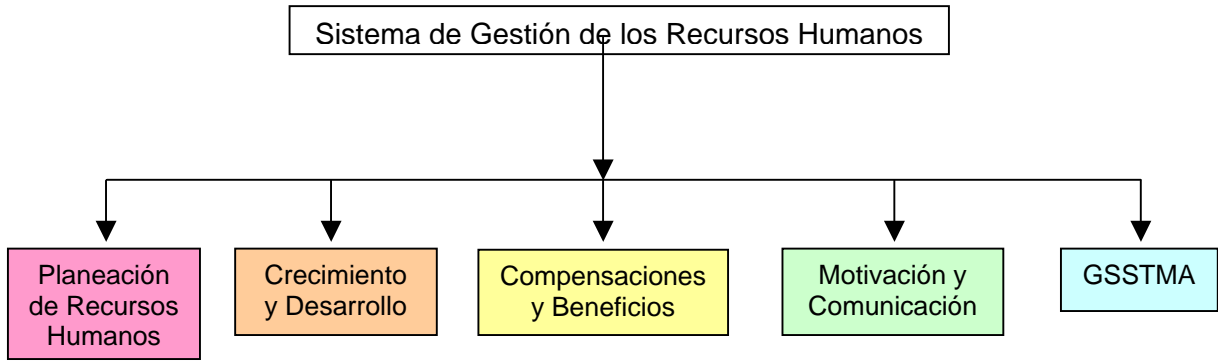 Sistema de Gestión de los Recursos Humanos
Planeación
de Recursos
Humanos
Crecimiento
y Desarrollo
Compensaciones
y Beneficios
Motivación y
Comunicación
GSSTMA